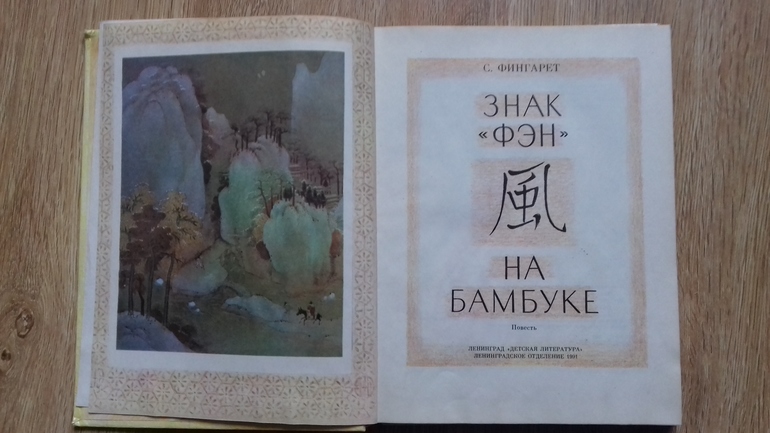 С. ФИНГАРЕТ
ЗНАК
«ФЭН»
風
НА
БАМБУКЕ
Повесть
ЛЕНИНГРАД «ДЕТСКАЯ ЛИТЕРАТУРА»
ЛЕНИНГРАДСКОЕ ОТДЕЛЕНИЕ 1991